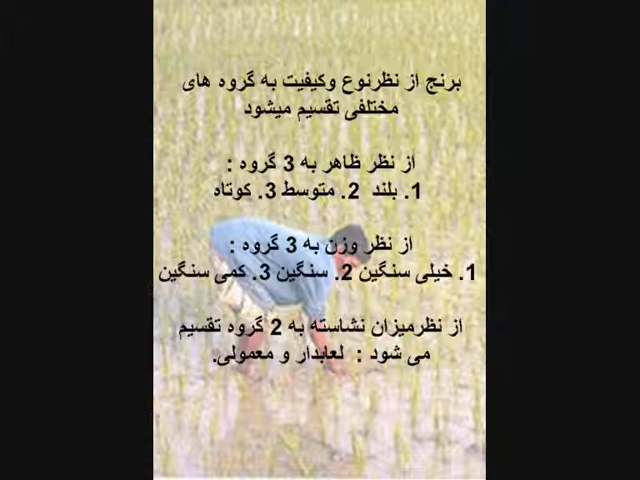 برنج از نظرنوع وکیفیت به گروه های
مختلفی تقسیم میشود
از نظر ظاهر به 3 گروه :
1. بلند 2. متوسط 3. کوتاه
از نظر وزن به 3 گروه :
1. خیلی سنگین 2. سنگین 3. کمی سنگین
از نظرمیزان نشاسته به 2 گروه تقسیم
می شود : لعابدار و معمولی.